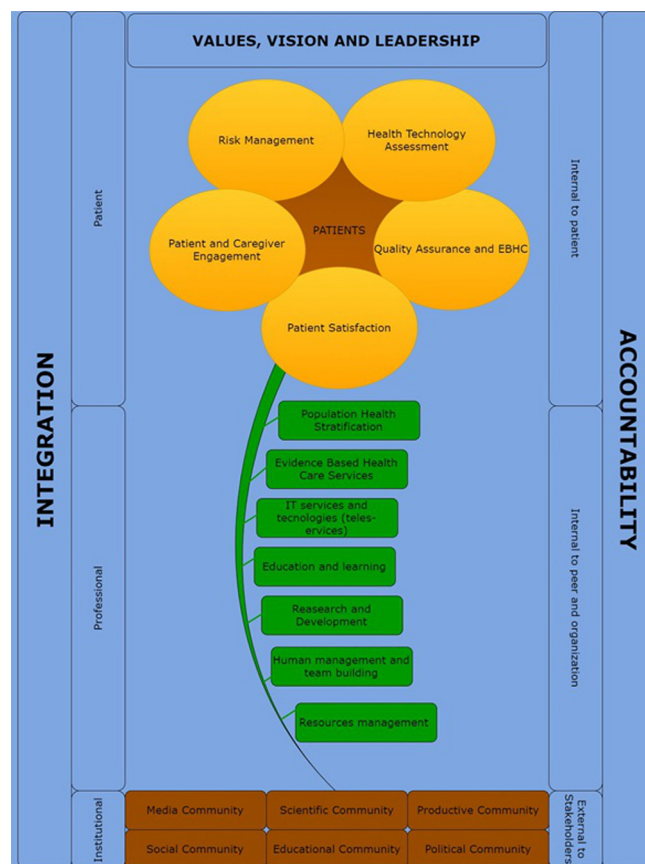 VALUES, VISION AND LEADERSHIP
INTEGRATION
Patient
Professional
Institutional
Risk Management
Health Technology
Assessment
PATIENTS
Patient and Caregiver
Engagement
Quality Assurance and EBHC
Patient Satisfaction
Population Health
Stratification
Evidence Based Health
Care Services
IT services and
tecnologies (teles-
ervices)
Education and learning
Reasearch and
Development
Human management and
team building
Resources management
Media Community
Scientific Community
Productive Community
Social Community
Educational Community
Political Community
Internal to patient
Internal to peer and organization
External to
Stakeholders
ACCOUNTABILITY